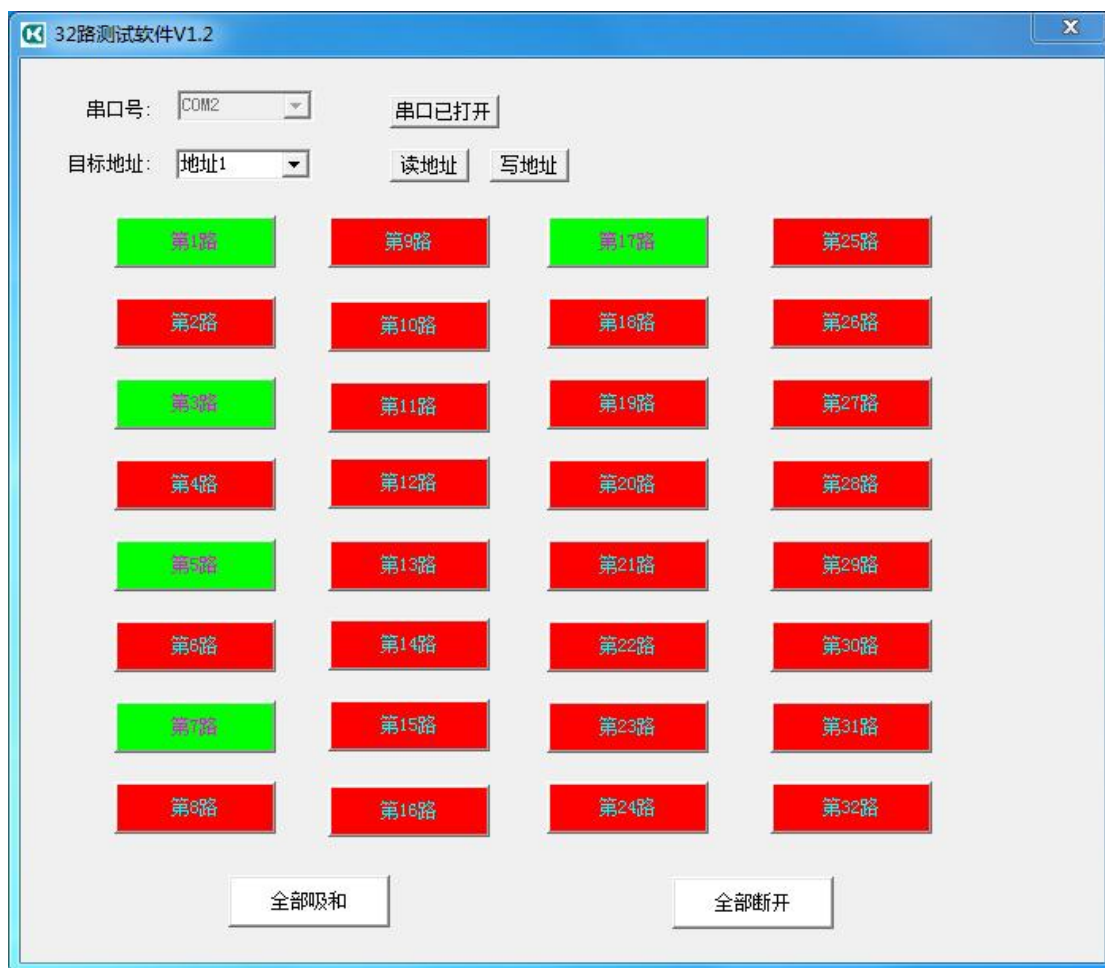 32路测试软件V1.2
串口号: COM2 串口已打开
目标地址: 地址1 读地址 写地址
第1路 第9路 第17路 第25路
第2路 第10路 第18路 第26路
第3路 第11路 第19路 第27路
第4路 第12路 第20路 第28路
第5路 第13路 第21路 第29路
第6路 第14路 第22路 第30路
第7路 第15路 第23路 第31路
第8路 第16路 第24路 第32路
全部吸和 全部断开